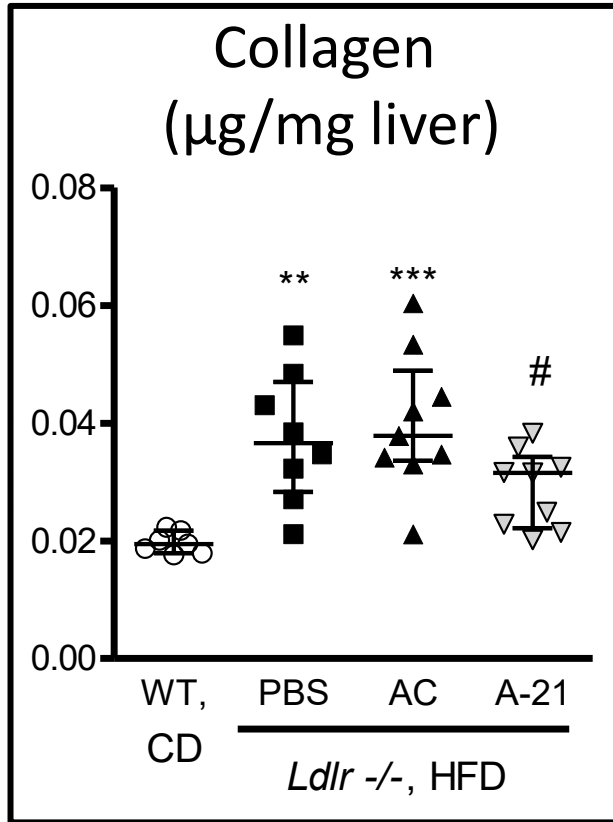 Collagen
(µg/mg liver)
0.08
**
***
0.06
#
0.04
0.02
0.00
WT, PBS AC A-21
CD
Ldlr -/-, HFD